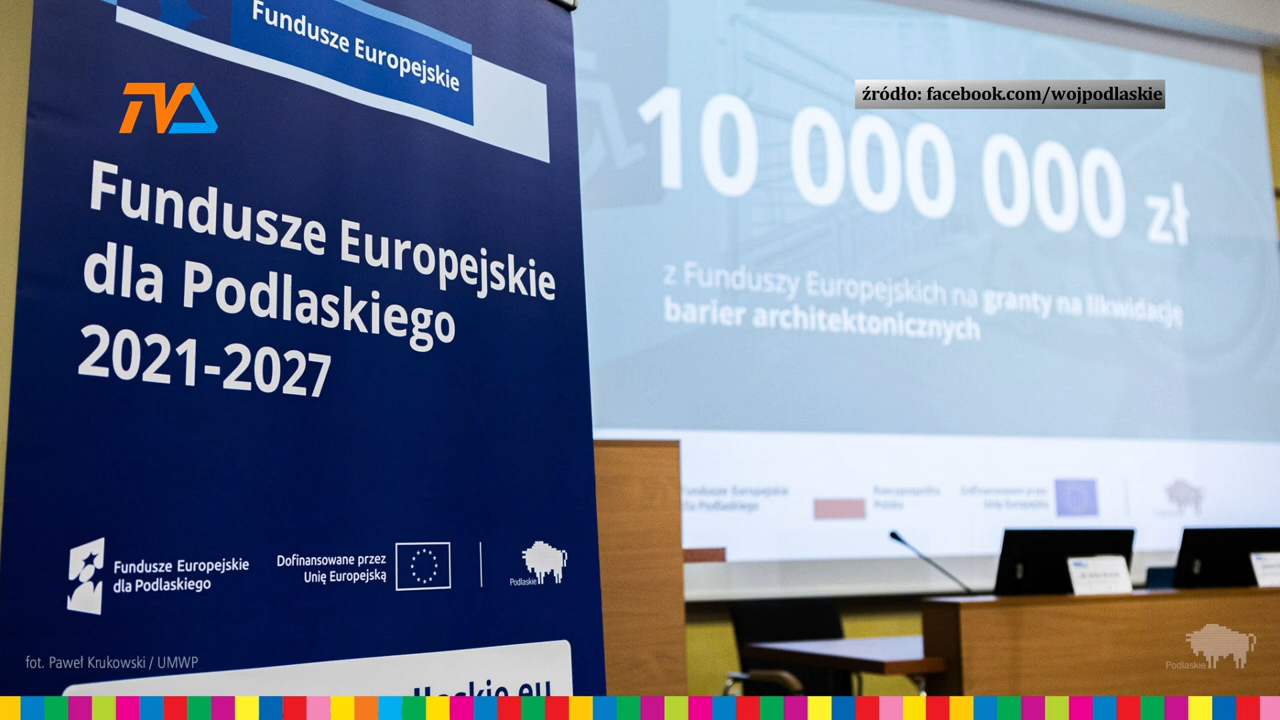 Fundusze Europejskie
TVA
Fundusze Europejskie
dla Podlaskiego
2021-2027
Fundusze Europejskie
dla Podlaskiego
Dofinansowane przez
Unię Europejską
Podlaskie
fot. Paweł Krukowski / UMWP
źródło: facebook.com/wojpodlaskie
10 000 000 zł
z Funduszy Europejskich na granty na likwidację
barier architektonicznych
Fundusze Europejskie
dla Podlaskiego
Rzeczpospolita
Polska
Dofinansowane przez
Unię Europejską
Podlaskie